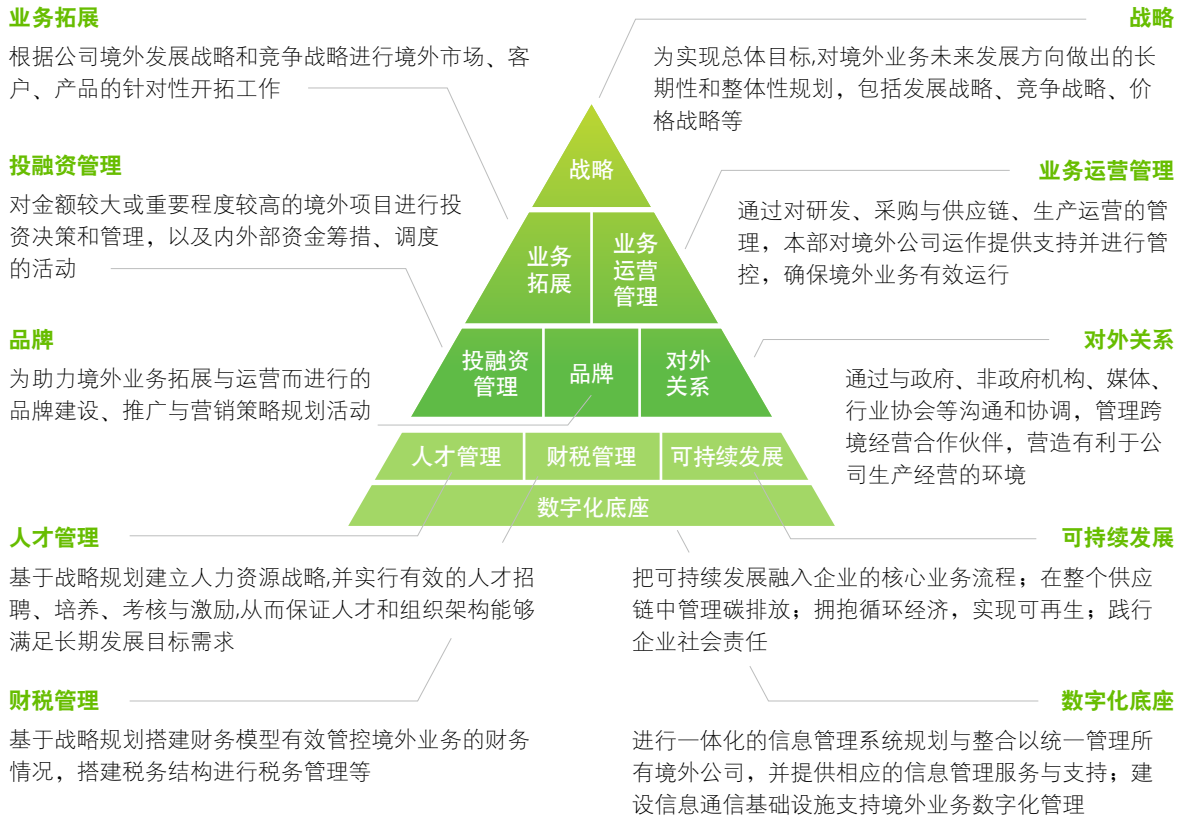 业务拓展
根据公司境外发展战略和竞争战略进行境外市场、客
户、产品的针对性开拓工作
投融资管理
对金额较大或重要程度较高的境外项目进行投
资决策和管理，以及内外部资金筹措、调度
的活动
品牌
为助力境外业务拓展与运营而进行的
品牌建设、推广与营销策略规划活动
人才管理
基于战略规划建立人力资源战略,并实行有效的人才招
聘、培养、考核与激励,从而保证人才和组织架构能够
满足长期发展目标需求
财税管理
基于战略规划搭建财务模型有效管控境外业务的财务
情况，搭建税务结构进行税务管理等
战略
业务
拓展
业务
运营
管理
投融资
管理
品牌
对外
关系
人才管理
财税管理
可持续发展
数字化底座
战略
为实现总体目标,对境外业务未来发展方向做出的长
期性和整体性规划，包括发展战略、竞争战略、价
格战略等
业务运营管理
通过对研发、采购与供应链、生产运营的管
理，本部对境外公司运作提供支持并进行管
控，确保境外业务有效运行
对外关系
通过与政府、非政府机构、媒体、
行业协会等沟通和协调，管理跨
境经营合作伙伴，营造有利于公
司生产经营的环境
可持续发展
把可持续发展融入企业的核心业务流程；在整个供应
链中管理碳排放；拥抱循环经济，实现可再生；践行
企业社会责任
数字化底座
进行一体化的信息管理系统规划与整合以统一管理所
有境外公司，并提供相应的信息管理服务与支持；建
设信息通信基础设施支持境外业务数字化管理